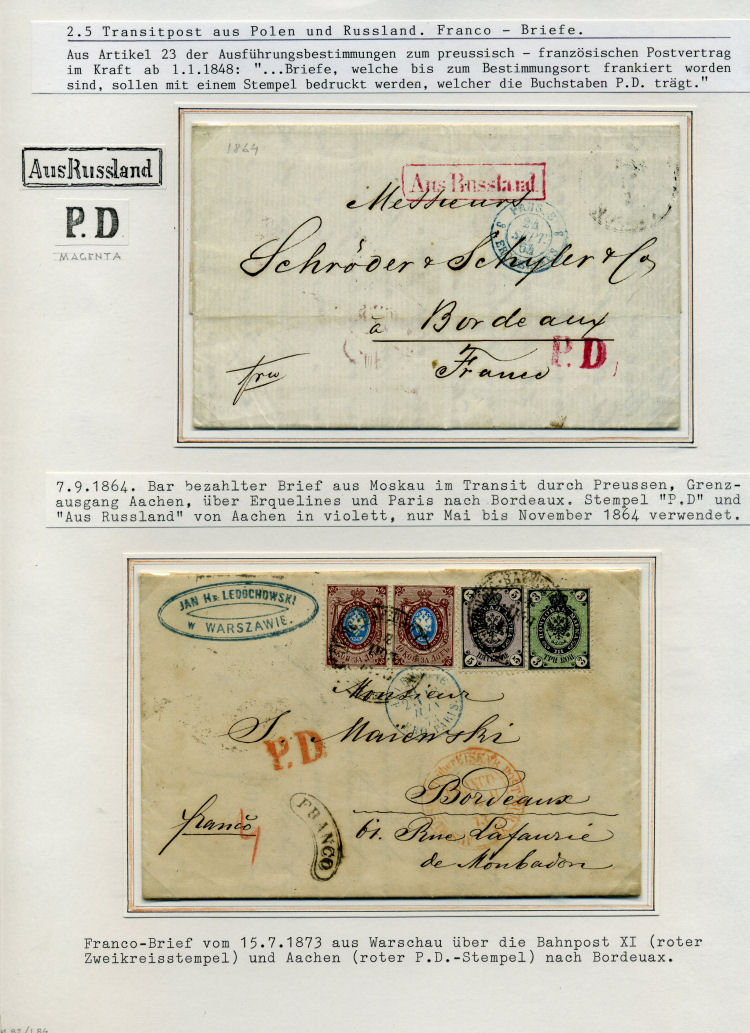 2.5 Transitpost aus Polen und Russland. Franco - Briefe.
Aus Artikel 23 der Ausführungsbestimmungen zum preussisch - französischen Postvertrag
im Kraft ab 1.1.1848: "...Briefe, welche bis zum Bestimmungsort frankiert worden
sind, sollen mit einem Stempel bedruckt werden, welcher die Buchstaben P.D. trägt."
Aus Russland
P.D
MAGENTA
1864
Aus Russland
Messieurs
Schröder & Schÿler & Co
à Bordeaux
P.D
frco
France
7.9.1864. Bar bezahlter Brief aus Moskau im Transit durch Preussen, Grenz-
ausgang Aachen, über Erquelines und Paris nach Bordeaux. Stempel "P.D" und
"Aus Russland" von Aachen in violett, nur Mai bis November 1864 verwendet.
JAN Hr. LEDOCHOWSKI
W WARSZAWIE.
Monsieur
J. Maiewski
P.D
Bordeaux
franco
FRANCO
61. Rue Lafaurie
de Monbadon
Franco-Brief vom 15.7.1873 aus Warschau über die Bahnpost XI (roter
Zweikreisstempel) und Aachen (roter P.D.-Stempel) nach Bordeuax.